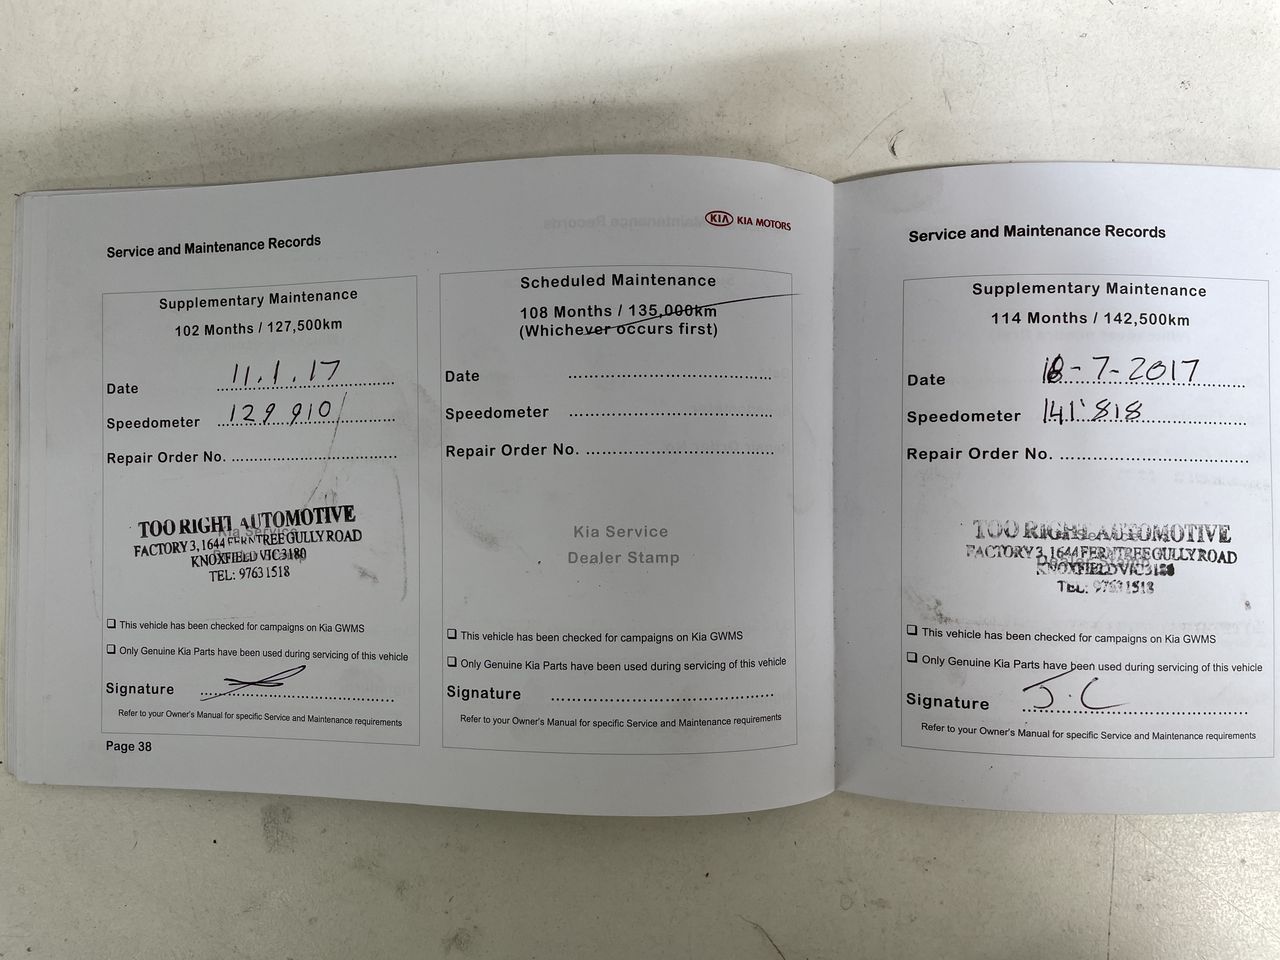 Service and Maintenance Records
KIA KIA MOTORS
Supplementary Maintenance
102 Months / 127,500km
Date 11.1.17
Speedometer 129 910
Repair Order No.
Kia Service
TOO RIGHT AUTOMOTIVE
FACTORY 3, 1644 FERNTREE GULLY ROAD
KNOXFIELD VIC 3180
TEL: 9763 1518
This vehicle has been checked for campaigns on Kia GWMS
Only Genuine Kia Parts have been used during servicing of this vehicle
Signature
Refer to your Owner's Manual for specific Service and Maintenance requirements
Page 38
Scheduled Maintenance
108 Months / 135,000km
(Whichever occurs first)
Date
Speedometer
Repair Order No.
Kia Service
Dealer Stamp
This vehicle has been checked for campaigns on Kia GWMS
Only Genuine Kia Parts have been used during servicing of this vehicle
Signature
Refer to your Owner's Manual for specific Service and Maintenance requirements
Service and Maintenance Records
Supplementary Maintenance
114 Months / 142,500km
Date -7-2017
Speedometer 141'818
Repair Order No.
TOO RIGHT AUTOMOTIVE
FACTORY 3, 1644 FERNTREE GULLY ROAD
KNOXFIELD VIC 3180
TEL: 9763 1518
This vehicle has been checked for campaigns on Kia GWMS
Only Genuine Kia Parts have been used during servicing of this vehicle
Signature J.C
Refer to your Owner's Manual for specific Service and Maintenance requirements